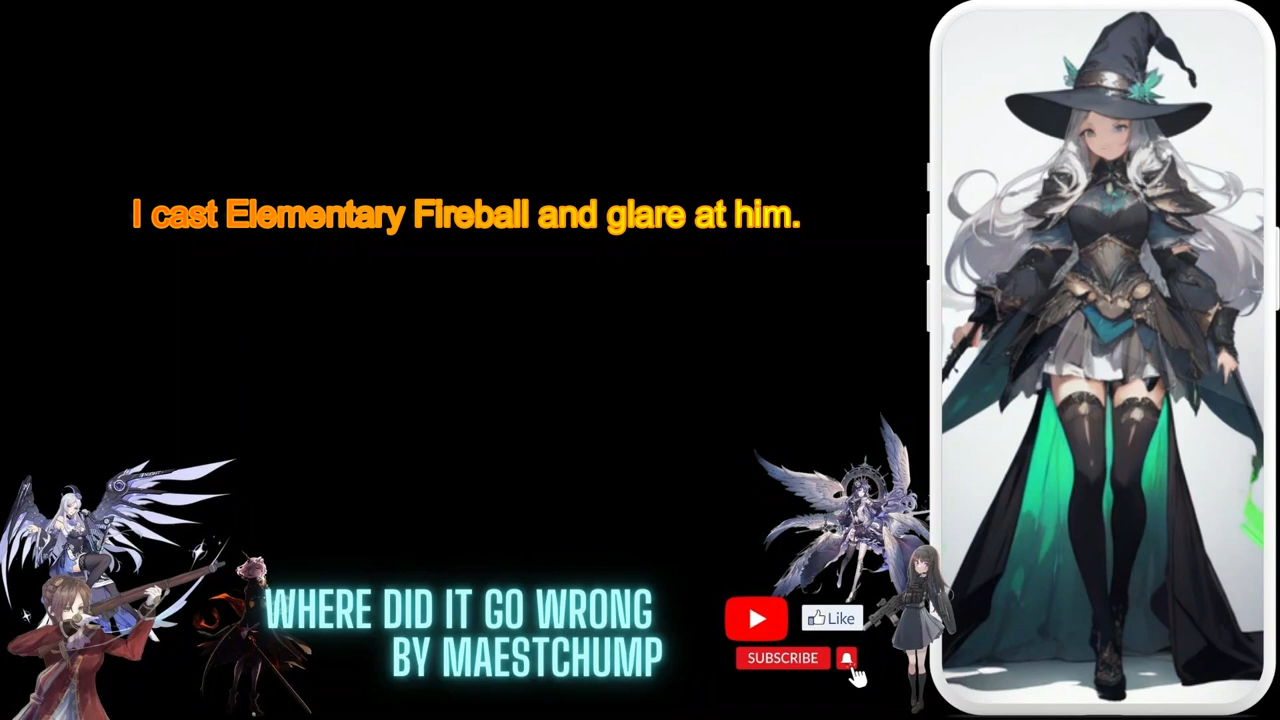 I cast Elementary Fireball and glare at him.
WHERE DID IT GO WRONG
BY MAESTCHUMP
Like
SUBSCRIBE